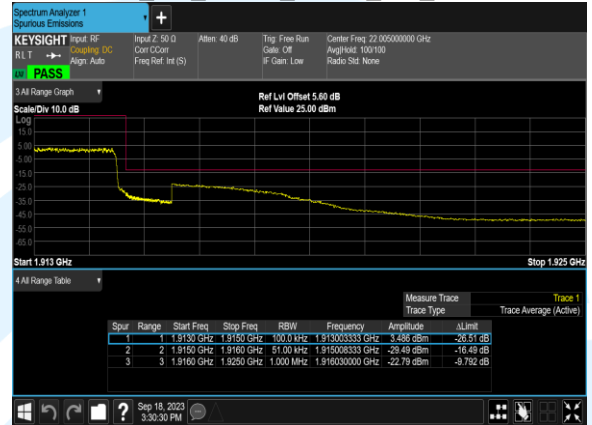 Spectrum Analyzer 1
Spurious Emissions
+
KEYSIGHT Input: RF Input Z: 50 Ω Atten: 40 dB Trig: Free Run Center Freq: 22.005000000 GHz
RLT Coupling: DC Corr CCorr Gate: Off Avg|Hold: 100/100
Align: Auto Freq Ref: Int (S) IF Gain: Low Radio Std: None
PASS
3 All Range Graph
Ref Lvl Offset 5.60 dB
Scale/Div 10.0 dB Ref Value 25.00 dBm
Log
15.0
5.00
-5.00
-15.0
-25.0
-35.0
-45.0
-55.0
-65.0
Start 1.913 GHz Stop 1.925 GHz
4 All Range Table
Measure Trace Trace 1
Trace Type Trace Average (Active)
Spur Range Start Freq Stop Freq RBW Frequency Amplitude ΔLimit
1 1 1.9130 GHz 1.9150 GHz 100.0 kHz 1.913003333 GHz 3.486 dBm -26.51 dB
2 2 1.9150 GHz 1.9160 GHz 51.00 kHz 1.915008333 GHz -29.49 dBm -16.49 dB
3 3 1.9160 GHz 1.9250 GHz 1.000 MHz 1.916030000 GHz -22.79 dBm -9.792 dB
? Sep 18, 2023
3:30:30 PM